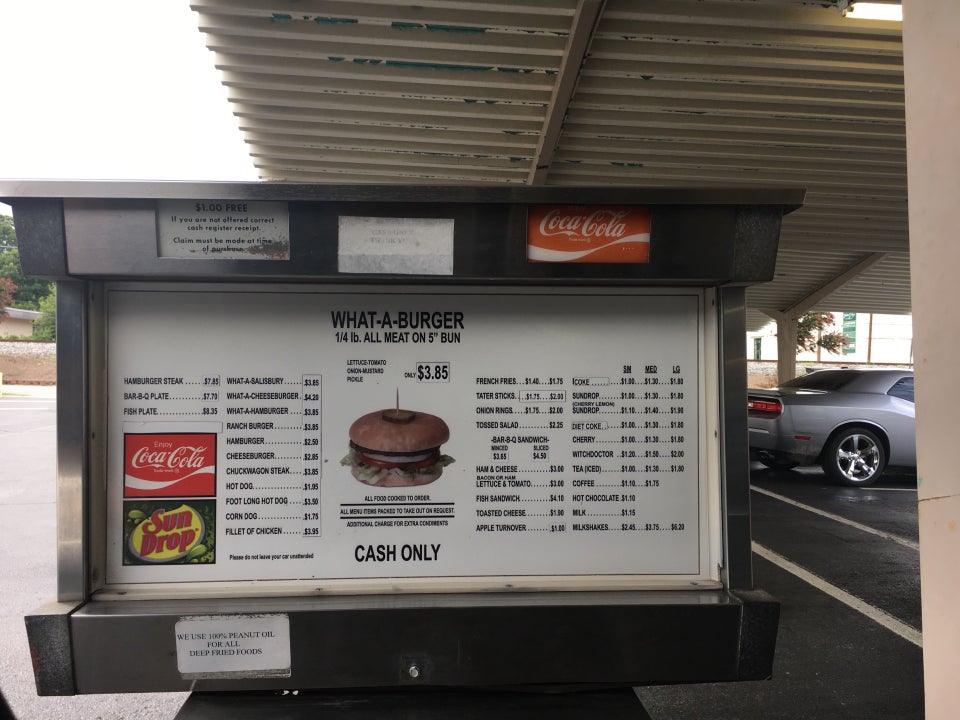 $1.00 FREE
If you are not offered correct
cash register receipt.
Claim must be made at time
of purchase.
Coca-Cola
WHAT-A-BURGER
1/4 lb. ALL MEAT ON 5" BUN
LETTUCE-TOMATO
ONION-MUSTARD
PICKLE
ONLY $3.85
HAMBURGER STEAK $7.85
BAR-B-Q PLATE $7.70
FISH PLATE $8.35
Enjoy
Coca-Cola
Sun
Drop
WHAT-A-SALISBURY $3.85
WHAT-A-CHEESEBURGER $4.20
WHAT-A-HAMBURGER $3.85
RANCH BURGER $3.85
HAMBURGER $2.50
CHEESEBURGER $2.85
CHUCKWAGON STEAK $3.85
HOT DOG $1.95
FOOT LONG HOT DOG $3.50
CORN DOG $1.75
FILLET OF CHICKEN $3.95
Please do not leave your car unattended
ALL FOOD COOKED TO ORDER.
ALL MENU ITEMS PACKED TO TAKE OUT ON REQUEST.
ADDITIONAL CHARGE FOR EXTRA CONDIMENTS
CASH ONLY
FRENCH FRIES $1.40 $1.75
TATER STICKS $1.75 $2.00
ONION RINGS $1.75 $2.00
TOSSED SALAD $2.25
-BAR-B-Q SANDWICH-
MINCED SLICED
$3.65 $4.50
HAM & CHEESE $3.00
BACON OR HAM
LETTUCE & TOMATO $3.00
FISH SANDWICH $4.10
TOASTED CHEESE $1.90
APPLE TURNOVER $1.00
SM MED LG
COKE $1.00 $1.30 $1.80
SUNDROP $1.00 $1.30 $1.80
(CHERRY LEMON)
SUNDROP $1.10 $1.40 $1.90
DIET COKE $1.00 $1.30 $1.80
CHERRY $1.00 $1.30 $1.80
WITCHDOCTOR $1.20 $1.50 $2.00
TEA (ICED) $1.00 $1.30 $1.80
COFFEE $1.10 $1.75
HOT CHOCOLATE $1.10
MILK $1.15
MILKSHAKES $2.45 $3.75 $6.20
WE USE 100% PEANUT OIL
FOR ALL
DEEP FRIED FOODS